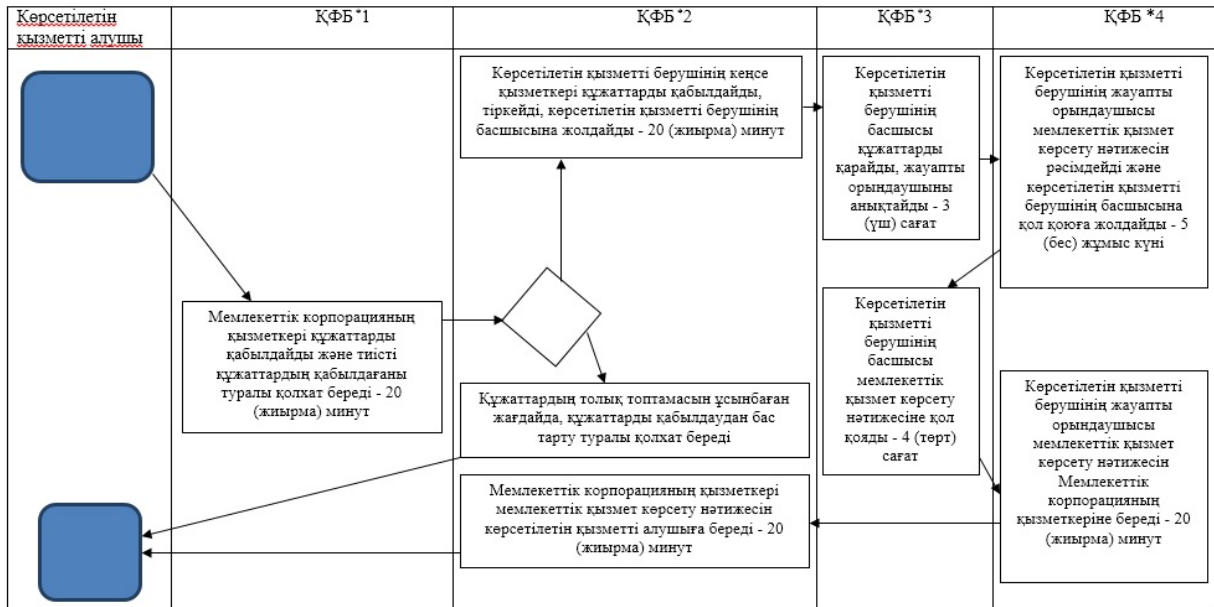 Көрсетілетін
қызметті алушы
ҚФБ *1
ҚФБ *2
ҚФБ *3
ҚФБ *4
Мемлекеттік корпорацияның
қызметкері құжаттарды
қабылдайды және тиісті
құжаттардың қабылдағаны
туралы қолхат береді - 20
(жиырма) минут
Көрсетілетін қызметті берушінің кеңсе
қызметкері құжаттарды қабылдайды,
тіркейді, көрсетілетін қызметті берушінің
басшысына жолдайды - 20 (жиырма) минут
Құжаттардың толық топтамасын ұсынбаған
жағдайда, құжаттарды қабылдаудан бас
тарту туралы қолхат береді
Көрсетілетін
қызметті
берушінің
басшысы
құжаттарды
қарайды, жауапты
орындаушыны
анықтайды - 3
(үш) сағат
Көрсетілетін қызметті
берушінің жауапты
орындаушысы
мемлекеттік қызмет
көрсету нәтижесін
рәсімдейді және
көрсетілетін қызметті
берушінің басшысына
қол қоюға жолдайды - 5
(бес) жұмыс күні
Көрсетілетін
қызметті
берушінің
басшысы
мемлекеттік
қызмет көрсету
нәтижесіне қол
қояды - 4 (төрт)
сағат
Көрсетілетін қызметті
берушінің жауапты
орындаушысы
мемлекеттік қызмет
көрсету нәтижесін
Мемлекеттік
корпорацияның
қызметкеріне береді - 20
(жиырма) минут
Мемлекеттік корпорацияның қызметкері
мемлекеттік қызмет көрсету нәтижесін
көрсетілетін қызметті алушыға береді - 20
(жиырма) минут